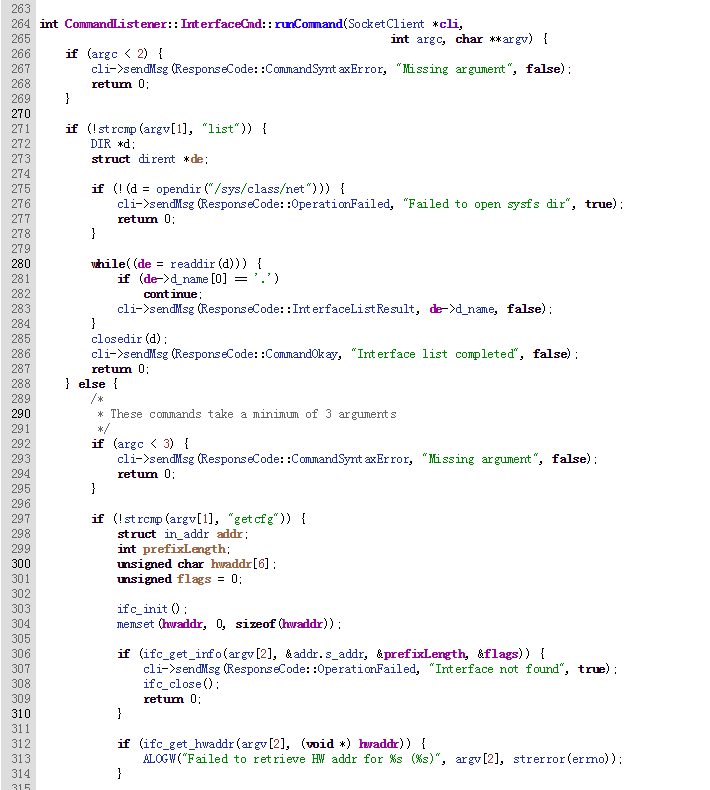 263
264 int CommandListener::InterfaceCmd::runCommand(SocketClient *cli,
265                                                       int argc, char **argv) {
266     if (argc < 2) {
267         cli->sendMsg(ResponseCode::CommandSyntaxError, "Missing argument", false);
268         return 0;
269     }
270
271     if (!strcmp(argv[1], "list")) {
272         DIR *d;
273         struct dirent *de;
274
275         if (!(d = opendir("/sys/class/net"))) {
276             cli->sendMsg(ResponseCode::OperationFailed, "Failed to open sysfs dir", true);
277             return 0;
278         }
279
280         while((de = readdir(d))) {
281             if (de->d_name[0] == '.')
282                 continue;
283             cli->sendMsg(ResponseCode::InterfaceListResult, de->d_name, false);
284         }
285         closedir(d);
286         cli->sendMsg(ResponseCode::CommandOkay, "Interface list completed", false);
287         return 0;
288     } else {
289         /*
290          * These commands take a minimum of 3 arguments
291          */
292         if (argc < 3) {
293             cli->sendMsg(ResponseCode::CommandSyntaxError, "Missing argument", false);
294             return 0;
295         }
296
297         if (!strcmp(argv[1], "getcfg")) {
298             struct in_addr addr;
299             int prefixLength;
300             unsigned char hwaddr[6];
301             unsigned flags = 0;
302
303             ifc_init();
304             memset(hwaddr, 0, sizeof(hwaddr));
305
306             if (ifc_get_info(argv[2], &addr.s_addr, &prefixLength, &flags)) {
307                 cli->sendMsg(ResponseCode::OperationFailed, "Interface not found", true);
308                 ifc_close();
309                 return 0;
310             }
311
312             if (ifc_get_hwaddr(argv[2], (void *) hwaddr)) {
313                 ALOGW("Failed to retrieve HW addr for %s (%s)", argv[2], strerror(errno));
314             }
315